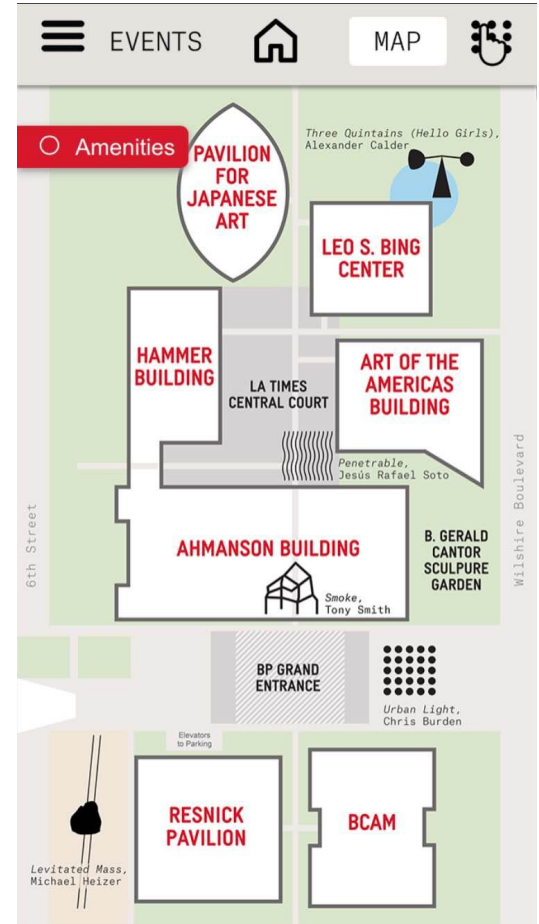 EVENTS
MAP
Amenities
PAVILION
FOR
JAPANESE
ART
Three Quintains (Hello Girls),
Alexander Calder
LEO S. BING
CENTER
HAMMER
BUILDING
LA TIMES
CENTRAL COURT
ART OF THE
AMERICAS
BUILDING
Penetrable,
Jesús Rafael Soto
6th Street
Wilshire Boulevard
AHMANSON BUILDING
Smoke,
Tony Smith
B. GERALD
CANTOR
SCULPURE
GARDEN
BP GRAND
ENTRANCE
Urban Light,
Chris Burden
Elevators
to Parking
RESNICK
PAVILION
BCAM
Levitated Mass,
Michael Heizer